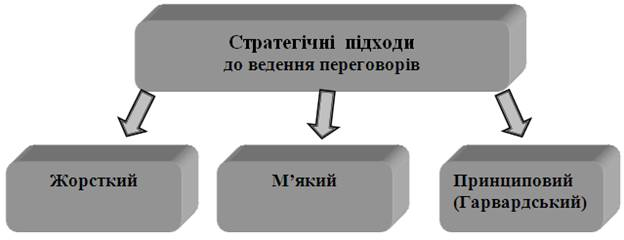 Стратегічні підходи
до ведення переговорів
Жорсткий
М’який
Принциповий
(Гарвардський)